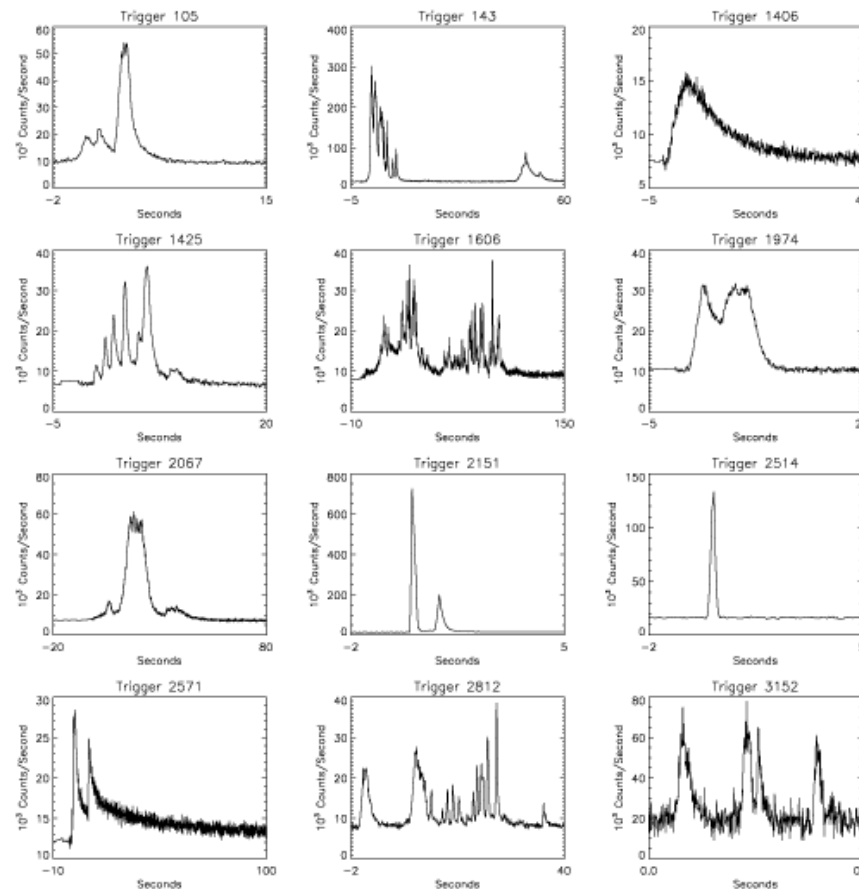 Trigger 105
10³ Counts/Second
60
50
40
30
20
10
0
-2 15
Seconds
Trigger 143
10³ Counts/Second
400
300
200
100
0
-5 60
Seconds
Trigger 1406
10³ Counts/Second
20
15
10
5
-5
Seconds
Trigger 1425
10³ Counts/Second
40
30
20
10
0
-5 20
Seconds
Trigger 1606
10³ Counts/Second
40
30
20
10
0
-10 150
Seconds
Trigger 1974
10³ Counts/Second
40
30
20
10
0
-5
Seconds
Trigger 2067
10³ Counts/Second
80
60
40
20
0
-20 80
Seconds
Trigger 2151
10³ Counts/Second
800
600
400
200
0
-2 5
Seconds
Trigger 2514
10³ Counts/Second
150
100
50
0
-2
Seconds
Trigger 2571
10³ Counts/Second
30
25
20
15
10
-10 100
Seconds
Trigger 2812
10³ Counts/Second
40
30
20
10
0
-2 40
Seconds
Trigger 3152
10³ Counts/Second
80
60
40
20
0
0.0
Seconds